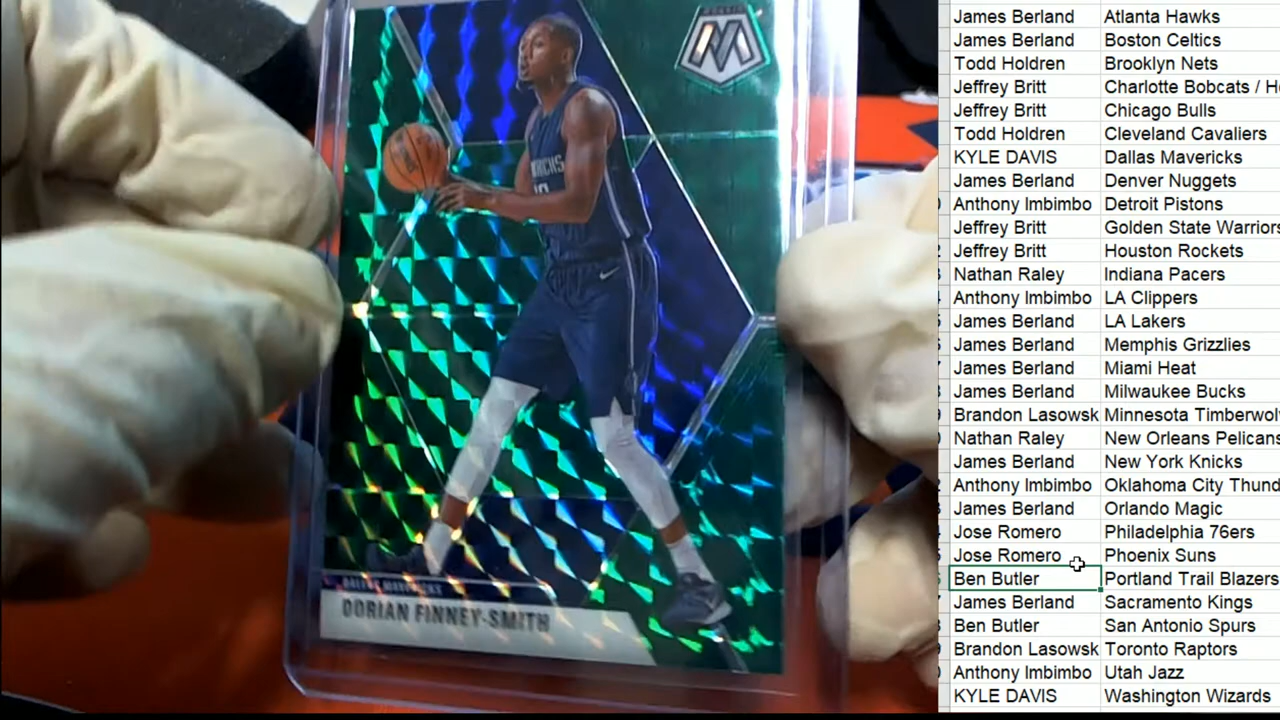 DALLAS MAVERICKS
DORIAN FINNEY-SMITH
James Berland Atlanta Hawks
James Berland Boston Celtics
Todd Holdren Brooklyn Nets
Jeffrey Britt Charlotte Bobcats / H
Jeffrey Britt Chicago Bulls
Todd Holdren Cleveland Cavaliers
KYLE DAVIS Dallas Mavericks
James Berland Denver Nuggets
Anthony Imbimbo Detroit Pistons
Jeffrey Britt Golden State Warriors
Jeffrey Britt Houston Rockets
Nathan Raley Indiana Pacers
Anthony Imbimbo LA Clippers
James Berland LA Lakers
James Berland Memphis Grizzlies
James Berland Miami Heat
James Berland Milwaukee Bucks
Brandon Lasowsk Minnesota Timberwol
Nathan Raley New Orleans Pelicans
James Berland New York Knicks
Anthony Imbimbo Oklahoma City Thund
James Berland Orlando Magic
Jose Romero Philadelphia 76ers
Jose Romero Phoenix Suns
Ben Butler Portland Trail Blazers
James Berland Sacramento Kings
Ben Butler San Antonio Spurs
Brandon Lasowsk Toronto Raptors
Anthony Imbimbo Utah Jazz
KYLE DAVIS Washington Wizards